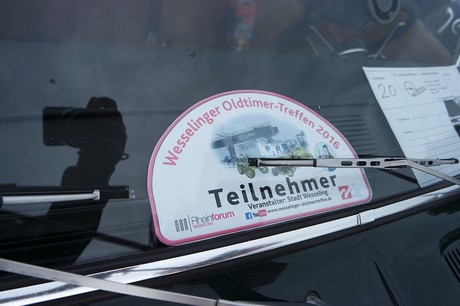 Wesselinger Oldtimer-Treffen 2016
Teilnehmer
Veranstalter: Stadt Wesseling
Rheinforum
www.wesselinger-oldtimertreffen.de
20